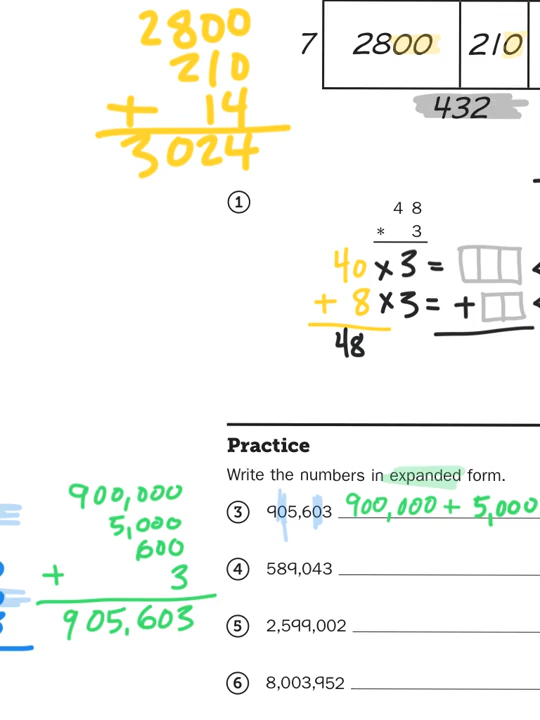 2800
210
+ 14
3024
7 2800 210
432
1
48
* 3
40 x 3 =
+ 8 x 3 = +
48
Practice
Write the numbers in expanded form.
3 905,603 900,000 + 5,000
4 589,043
5 2,599,002
6 8,003,952
900,000
5,000
600
+ 3
905,603